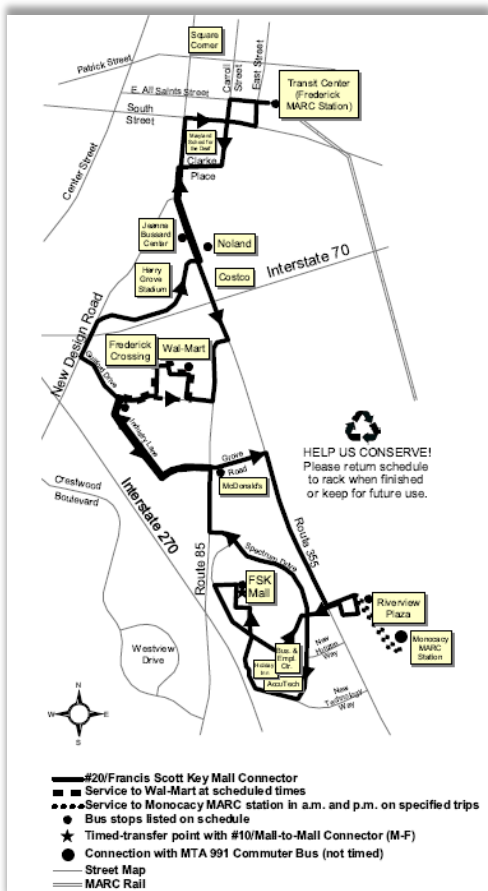 Square
Corner
Patrick Street
Carroll
Street
East Street
E. All Saints Street
Transit Center
(Frederick
MARC Station)
South
Street
Maryland
School for
the Deaf
Clarke
Place
Center Street
Jeanne
Bussard
Center
Noland
Costco
Interstate 70
Harry
Grove
Stadium
New Design Road
Frederick
Crossing
Wal-Mart
Guilford Drive
Industry Lane
HELP US CONSERVE!
Please return schedule
to rack when finished
or keep for future use.
Grove
Road
McDonald's
Crestwood
Boulevard
Interstate 270
Route 85
Route 355
Spectrum Drive
FSK
Mall
Riverview
Plaza
Monocacy
MARC
Station
Bus. &
Empl.
Ctr.
Holiday
Inn
AccuTech
New
Way
New
Technology
Way
Westview
Drive
N
W
E
S
#20/Francis Scott Key Mall Connector
Service to Wal-Mart at scheduled times
Service to Monocacy MARC station in a.m. and p.m. on specified trips
Bus stops listed on schedule
Timed-transfer point with #10/Mall-to-Mall Connector (M-F)
Connection with MTA 991 Commuter Bus (not timed)
Street Map
MARC Rail